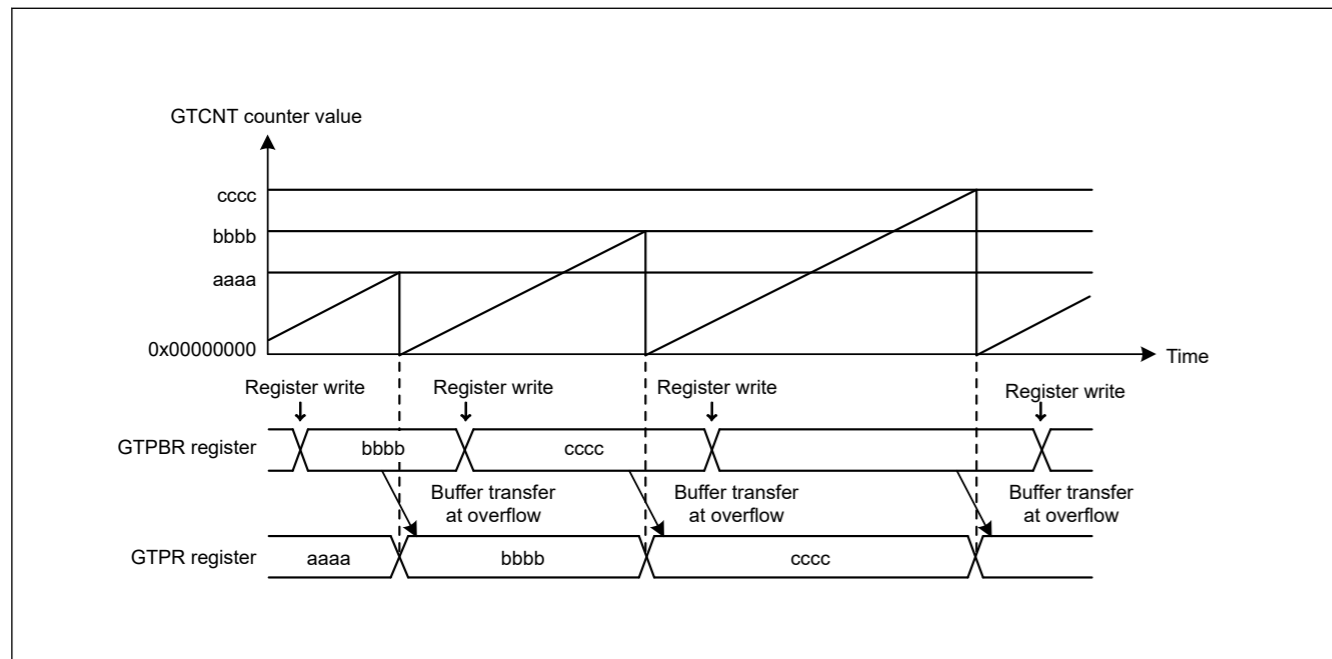 GTCNT counter value
cccc
bbbb
aaaa
0x00000000
Time
Register write
Register write
Register write
Register write
GTPBR register
bbbb
cccc
Buffer transfer
at overflow
Buffer transfer
at overflow
Buffer transfer
at overflow
GTPR register
aaaa
bbbb
cccc